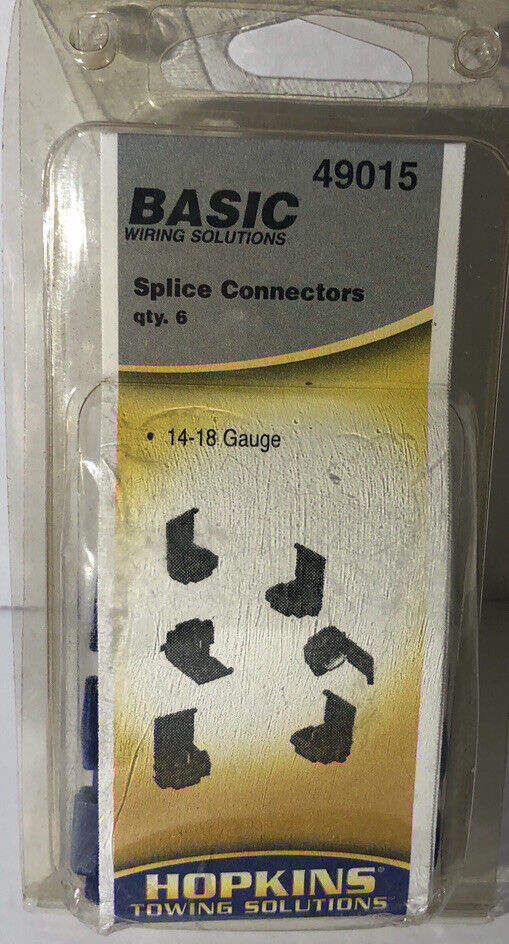 49015
BASIC
WIRING SOLUTIONS
Splice Connectors
qty. 6
• 14-18 Gauge
HOPKINS®
TOWING SOLUTIONS